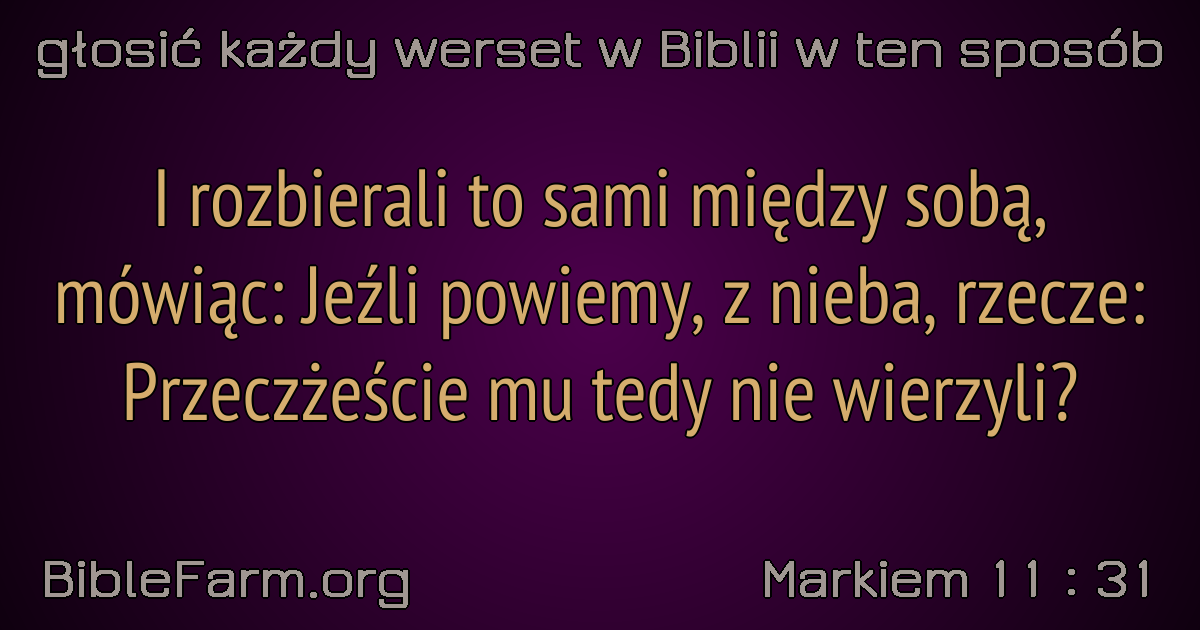 głosić każdy werset w Biblii w ten sposób
I rozbierali to sami między sobą,
mówiąc: Jeźli powiemy, z nieba, rzecze:
Przeczżeście mu tedy nie wierzyli?
BibleFarm.org
Markiem 11 : 31